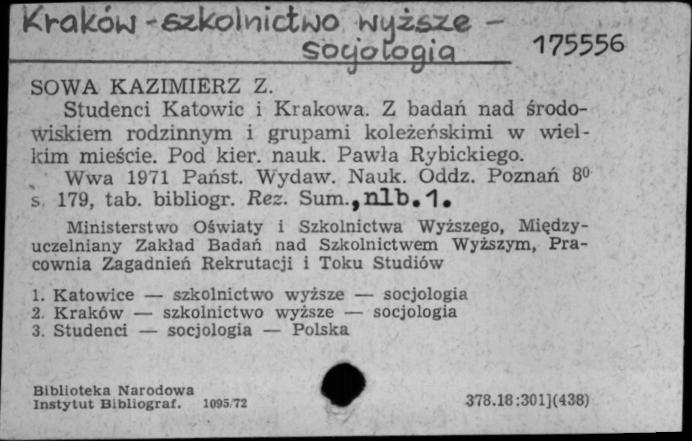 Kraków - szkolnictwo wyższe -
socjologia
175556
SOWA KAZIMIERZ Z.
Studenci Katowic i Krakowa. Z badań nad środo-
wiskiem rodzinnym i grupami koleżeńskimi w wiel-
kim mieście. Pod kier. nauk. Pawła Rybickiego.
Wwa 1971 Państ. Wydaw. Nauk. Oddz. Poznań 8⁰
s. 179, tab. bibliogr. Rez. Sum., nlb. 1.
Ministerstwo Oświaty i Szkolnictwa Wyższego, Między-
uczelniany Zakład Badań nad Szkolnictwem Wyższym, Pra-
cownia Zagadnień Rekrutacji i Toku Studiów
1. Katowice — szkolnictwo wyższe — socjologia
2. Kraków — szkolnictwo wyższe — socjologia
3. Studenci — socjologia — Polska
Biblioteka Narodowa
Instytut Bibliograf. 1095/72
378.18:301](438)